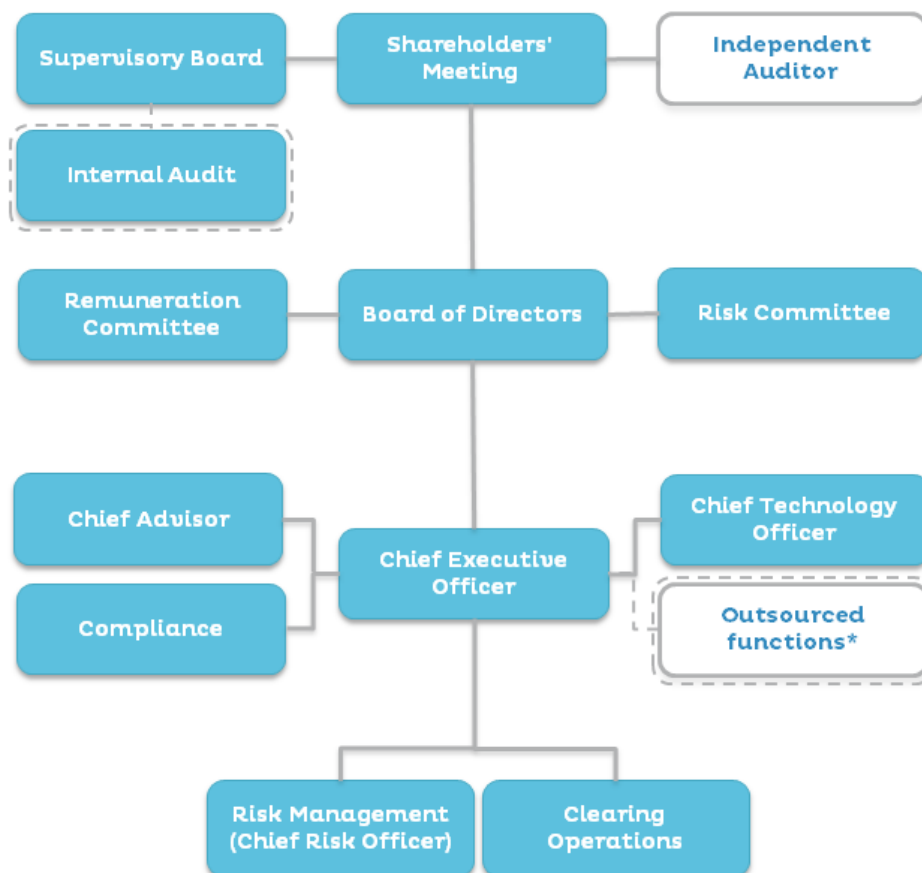 Supervisory Board
Shareholders'
Meeting
Independent
Auditor
Internal Audit
Remuneration
Committee
Board of Directors
Risk Committee
Chief Advisor
Chief Executive
Officer
Chief Technology
Officer
Compliance
Outsourced
functions*
Risk Management
(Chief Risk Officer)
Clearing
Operations